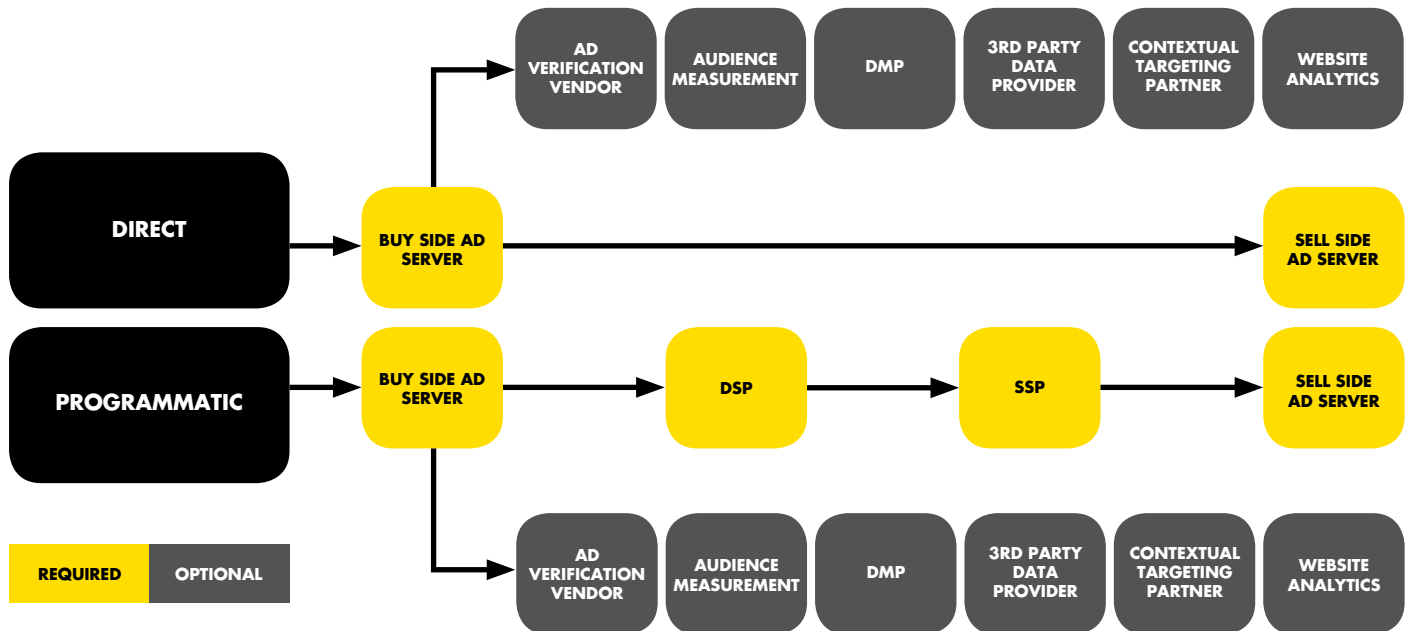 AD
VERIFICATION
VENDOR
AUDIENCE
MEASUREMENT
DMP
3RD PARTY
DATA
PROVIDER
CONTEXTUAL
TARGETING
PARTNER
WEBSITE
ANALYTICS
DIRECT
BUY SIDE AD
SERVER
SELL SIDE
AD SERVER
PROGRAMMATIC
BUY SIDE AD
SERVER
DSP
SSP
SELL SIDE
AD SERVER
AD
VERIFICATION
VENDOR
AUDIENCE
MEASUREMENT
DMP
3RD PARTY
DATA
PROVIDER
CONTEXTUAL
TARGETING
PARTNER
WEBSITE
ANALYTICS
REQUIRED
OPTIONAL